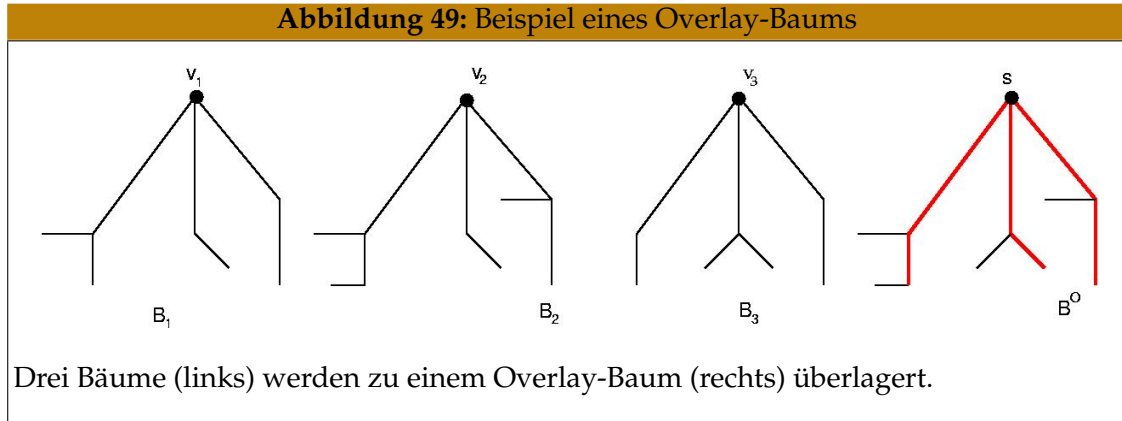 Abbildung 49: Beispiel eines Overlay-Baums
v1 v2 v3 s
B1 B2 B3 B^O
Drei Bäume (links) werden zu einem Overlay-Baum (rechts) überlagert.